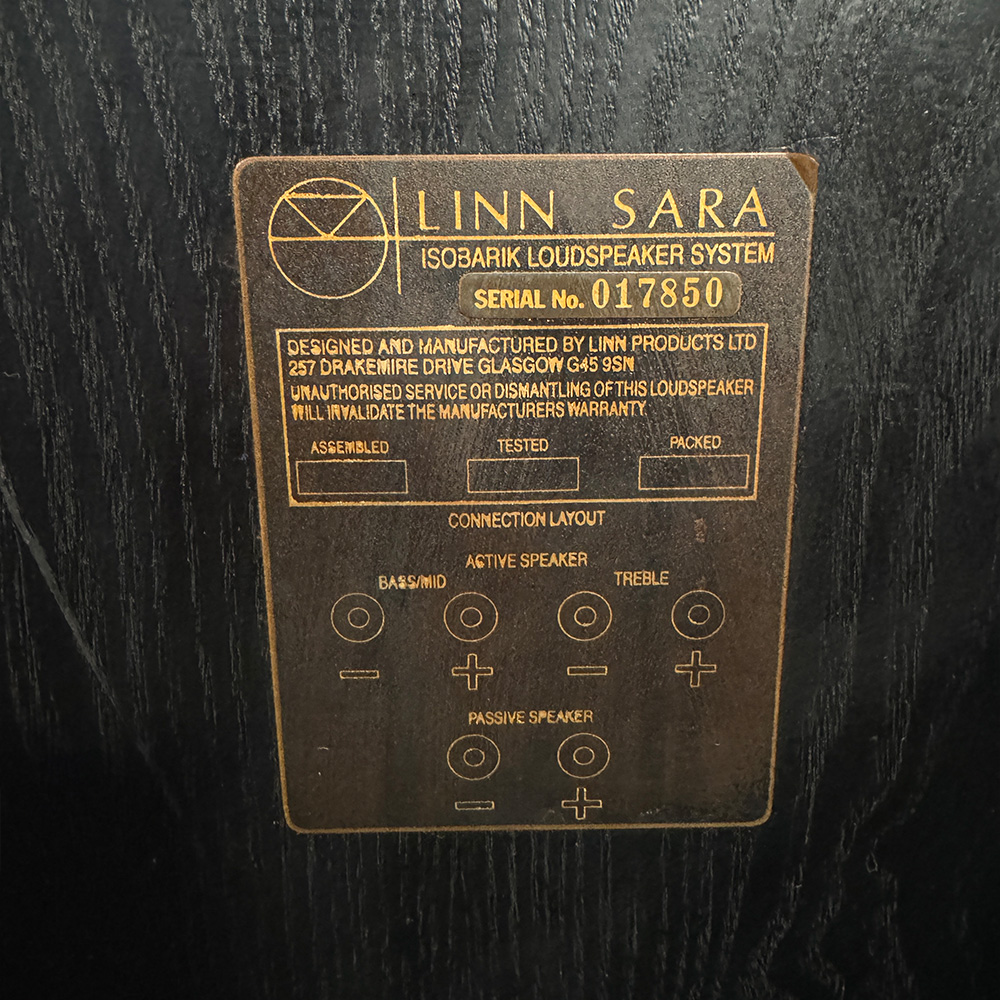 LINN SARA
ISOBARIK LOUDSPEAKER SYSTEM
SERIAL No. 017850
DESIGNED AND MANUFACTURED BY LINN PRODUCTS LTD
257 DRAKEMIRE DRIVE GLASGOW G45 9SN
UNAUTHORISED SERVICE OR DISMANTLING OF THIS LOUDSPEAKER
WILL INVALIDATE THE MANUFACTURERS WARRANTY
ASSEMBLED TESTED PACKED
CONNECTION LAYOUT
ACTIVE SPEAKER
BASS/MID TREBLE
− + − +
PASSIVE SPEAKER
− +